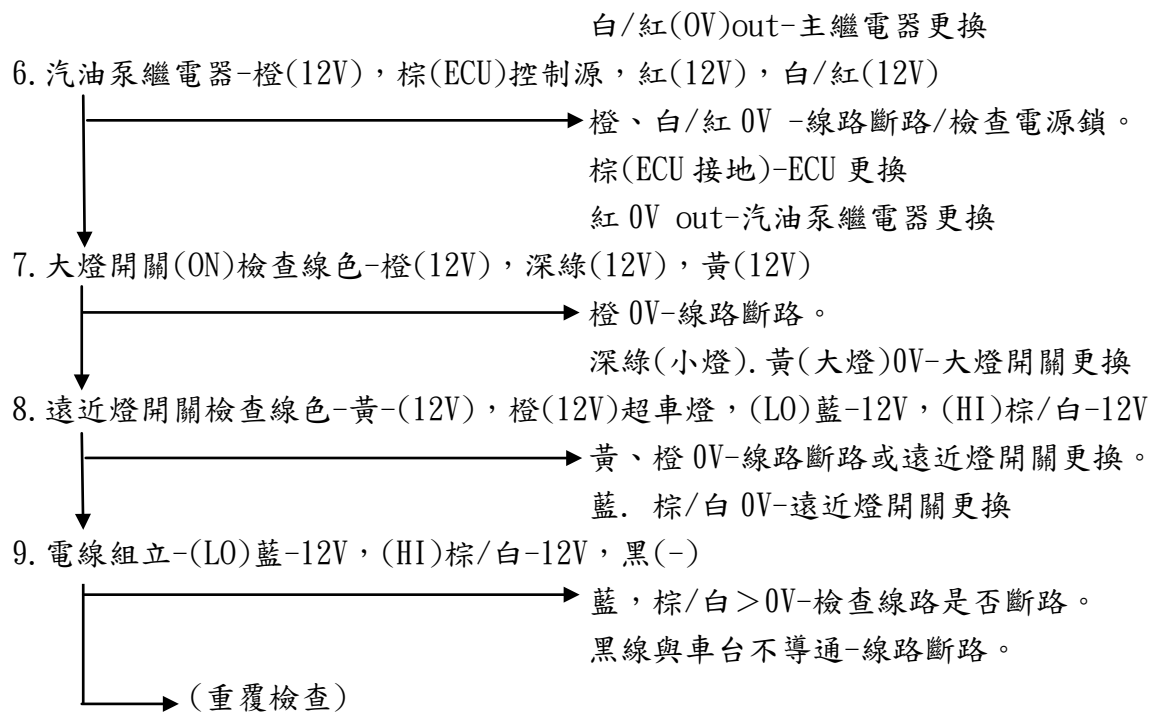 白/紅(0V)out-主繼電器更換
6.汽油泵繼電器-橙(12V)，棕(ECU)控制源，紅(12V)，白/紅(12V)
橙、白/紅 0V -線路斷路/檢查電源鎖。
棕(ECU 接地)-ECU 更換
紅 0V out-汽油泵繼電器更換
7.大燈開關(ON)檢查線色-橙(12V)，深綠(12V)，黃(12V)
橙 0V-線路斷路。
深綠(小燈).黃(大燈)0V-大燈開關更換
8.遠近燈開關檢查線色-黃-(12V)，橙(12V)超車燈，(LO)藍-12V，(HI)棕/白-12V
黃、橙 0V-線路斷路或遠近燈開關更換。
藍. 棕/白 0V-遠近燈開關更換
9.電線組立-(LO)藍-12V，(HI)棕/白-12V，黑(-)
藍，棕/白＞0V-檢查線路是否斷路。
黑線與車台不導通-線路斷路。
(重覆檢查)